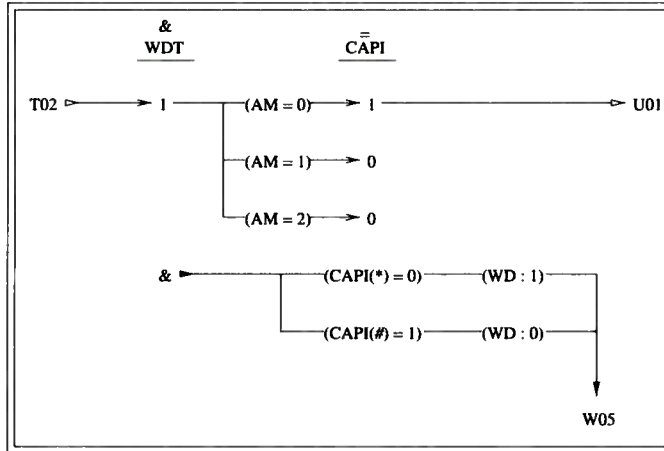 & =
WDT CAPI
T02 1 (AM = 0) 1 U01
(AM = 1) 0
(AM = 2) 0
& (CAPI(*) = 0) (WD : 1)
(CAPI(#) = 1) (WD : 0)
W05